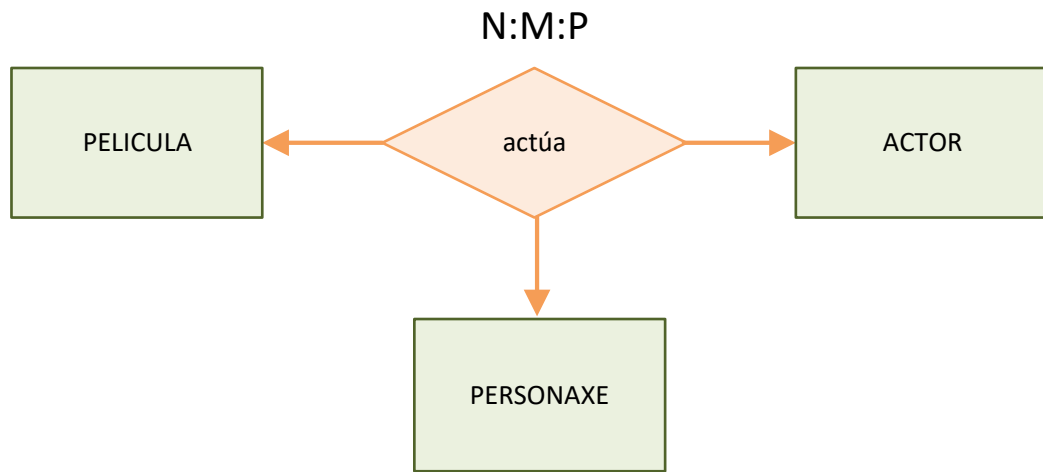 N:M:P
PELICULA
actúa
ACTOR
PERSONAXE